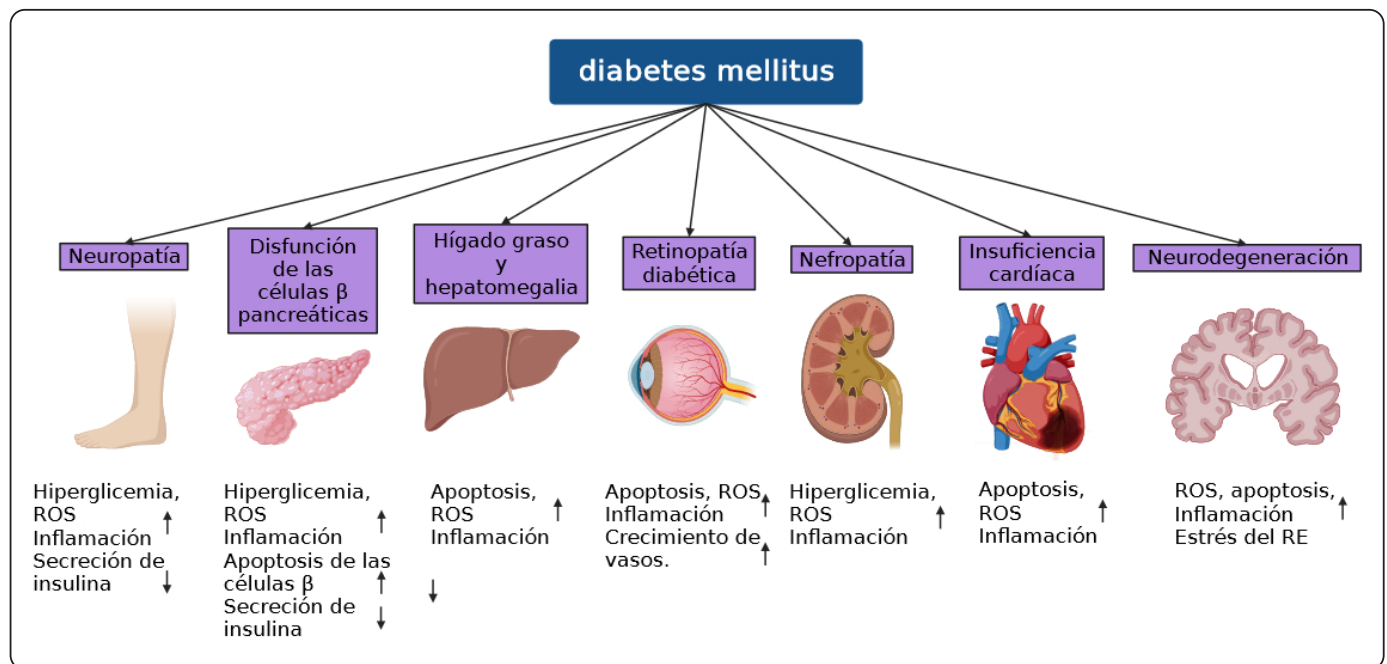 diabetes mellitus
Neuropatía
Disfunción
de las
células β
pancreáticas
Hígado graso
y
hepatomegalia
Retinopatía
diabética
Nefropatía
Insuficiencia
cardíaca
Neurodegeneración
Hiperglicemia,
ROS
Inflamación
Secreción de
insulina
Hiperglicemia,
ROS
Inflamación
Apoptosis de las
células β
Secreción de
insulina
Apoptosis,
ROS
Inflamación
Apoptosis, ROS
Inflamación
Crecimiento de
vasos.
Hiperglicemia,
ROS
Inflamación
Apoptosis,
ROS
Inflamación
ROS, apoptosis,
Inflamación
Estrés del RE